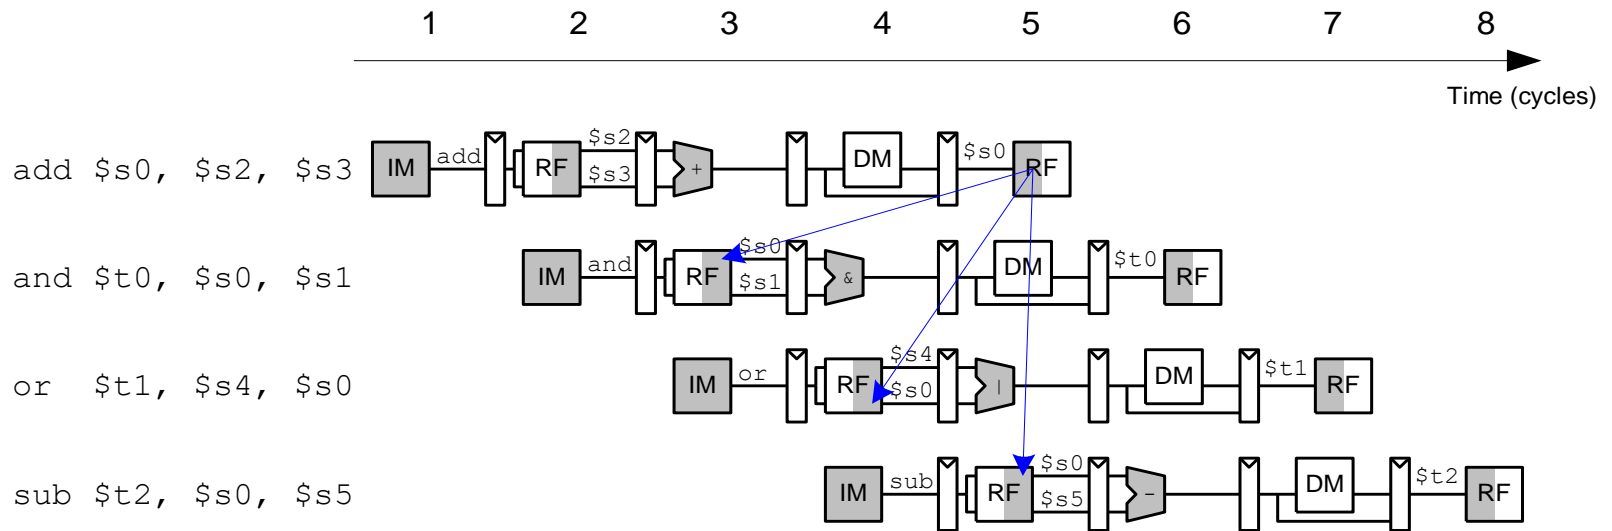 1 2 3 4 5 6 7 8
Time (cycles)
add $s0, $s2, $s3 IM add RF $s2 $s3 + DM $s0 RF
and $t0, $s0, $s1 IM and RF $s0 $s1 & DM $t0 RF
or $t1, $s4, $s0 IM or RF $s4 $s0 | DM $t1 RF
sub $t2, $s0, $s5 IM sub RF $s0 $s5 - DM $t2 RF